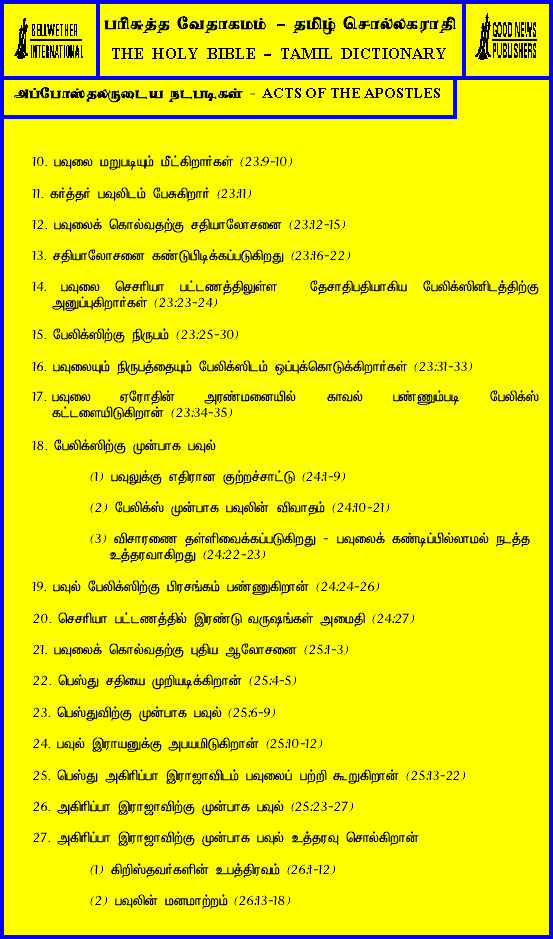 BELLWETHER
INTERNATIONAL
பரிசுத்த வேதாகமம் – தமிழ் சொல்லகராதி
THE HOLY BIBLE – TAMIL DICTIONARY
GOOD NEWS
PUBLISHERS
அப்போஸ்தலருடைய நடபடிகள் - ACTS OF THE APOSTLES
10. பவுலை மறுபடியும் மீட்கிறார்கள் (23:9-10)
11. கர்த்தர் பவுலிடம் பேசுகிறார் (23:11)
12. பவுலைக் கொல்வதற்கு சதியாலோசனை (23:12-15)
13. சதியாலோசனை கண்டுபிடிக்கப்படுகிறது (23:16-22)
14. பவுலை செசரியா பட்டணத்திலுள்ள தேசாதிபதியாகிய பேலிக்ஸினிடத்திற்கு
அனுப்புகிறார்கள் (23:23-24)
15. பேலிக்ஸிற்கு நிருபம் (23:25-30)
16. பவுலையும் நிருபத்தையும் பேலிக்ஸிடம் ஒப்புக்கொடுக்கிறார்கள் (23:31-33)
17. பவுலை ஏரோதின் அரண்மனையில் காவல் பண்ணும்படி பேலிக்ஸ்
கட்டளையிடுகிறான் (23:34-35)
18. பேலிக்ஸிற்கு முன்பாக பவுல்
(1) பவுலுக்கு எதிரான குற்றச்சாட்டு (24:1-9)
(2) பேலிக்ஸ் முன்பாக பவுலின் விவாதம் (24:10-21)
(3) விசாரணை தள்ளிவைக்கப்படுகிறது - பவுலைக் கண்டிப்பில்லாமல் நடத்த
உத்தரவாகிறது (24:22-23)
19. பவுல் பேலிக்ஸிற்கு பிரசங்கம் பண்ணுகிறான் (24:24-26)
20. செசரியா பட்டணத்தில் இரண்டு வருஷங்கள் அமைதி (24:27)
21. பவுலைக் கொல்வதற்கு புதிய ஆலோசனை (25:1-3)
22. பெஸ்து சதியை முறியடிக்கிறான் (25:4-5)
23. பெஸ்துவிற்கு முன்பாக பவுல் (25:6-9)
24. பவுல் இராயனுக்கு அபயமிடுகிறான் (25:10-12)
25. பெஸ்து அகிரிப்பா இராஜாவிடம் பவுலைப் பற்றி கூறுகிறான் (25:13-22)
26. அகிரிப்பா இராஜாவிற்கு முன்பாக பவுல் (25:23-27)
27. அகிரிப்பா இராஜாவிற்கு முன்பாக பவுல் உத்தரவு சொல்கிறான்
(1) கிறிஸ்தவர்களின் உபத்திரவம் (26:1-12)
(2) பவுலின் மனமாற்றம் (26:13-18)